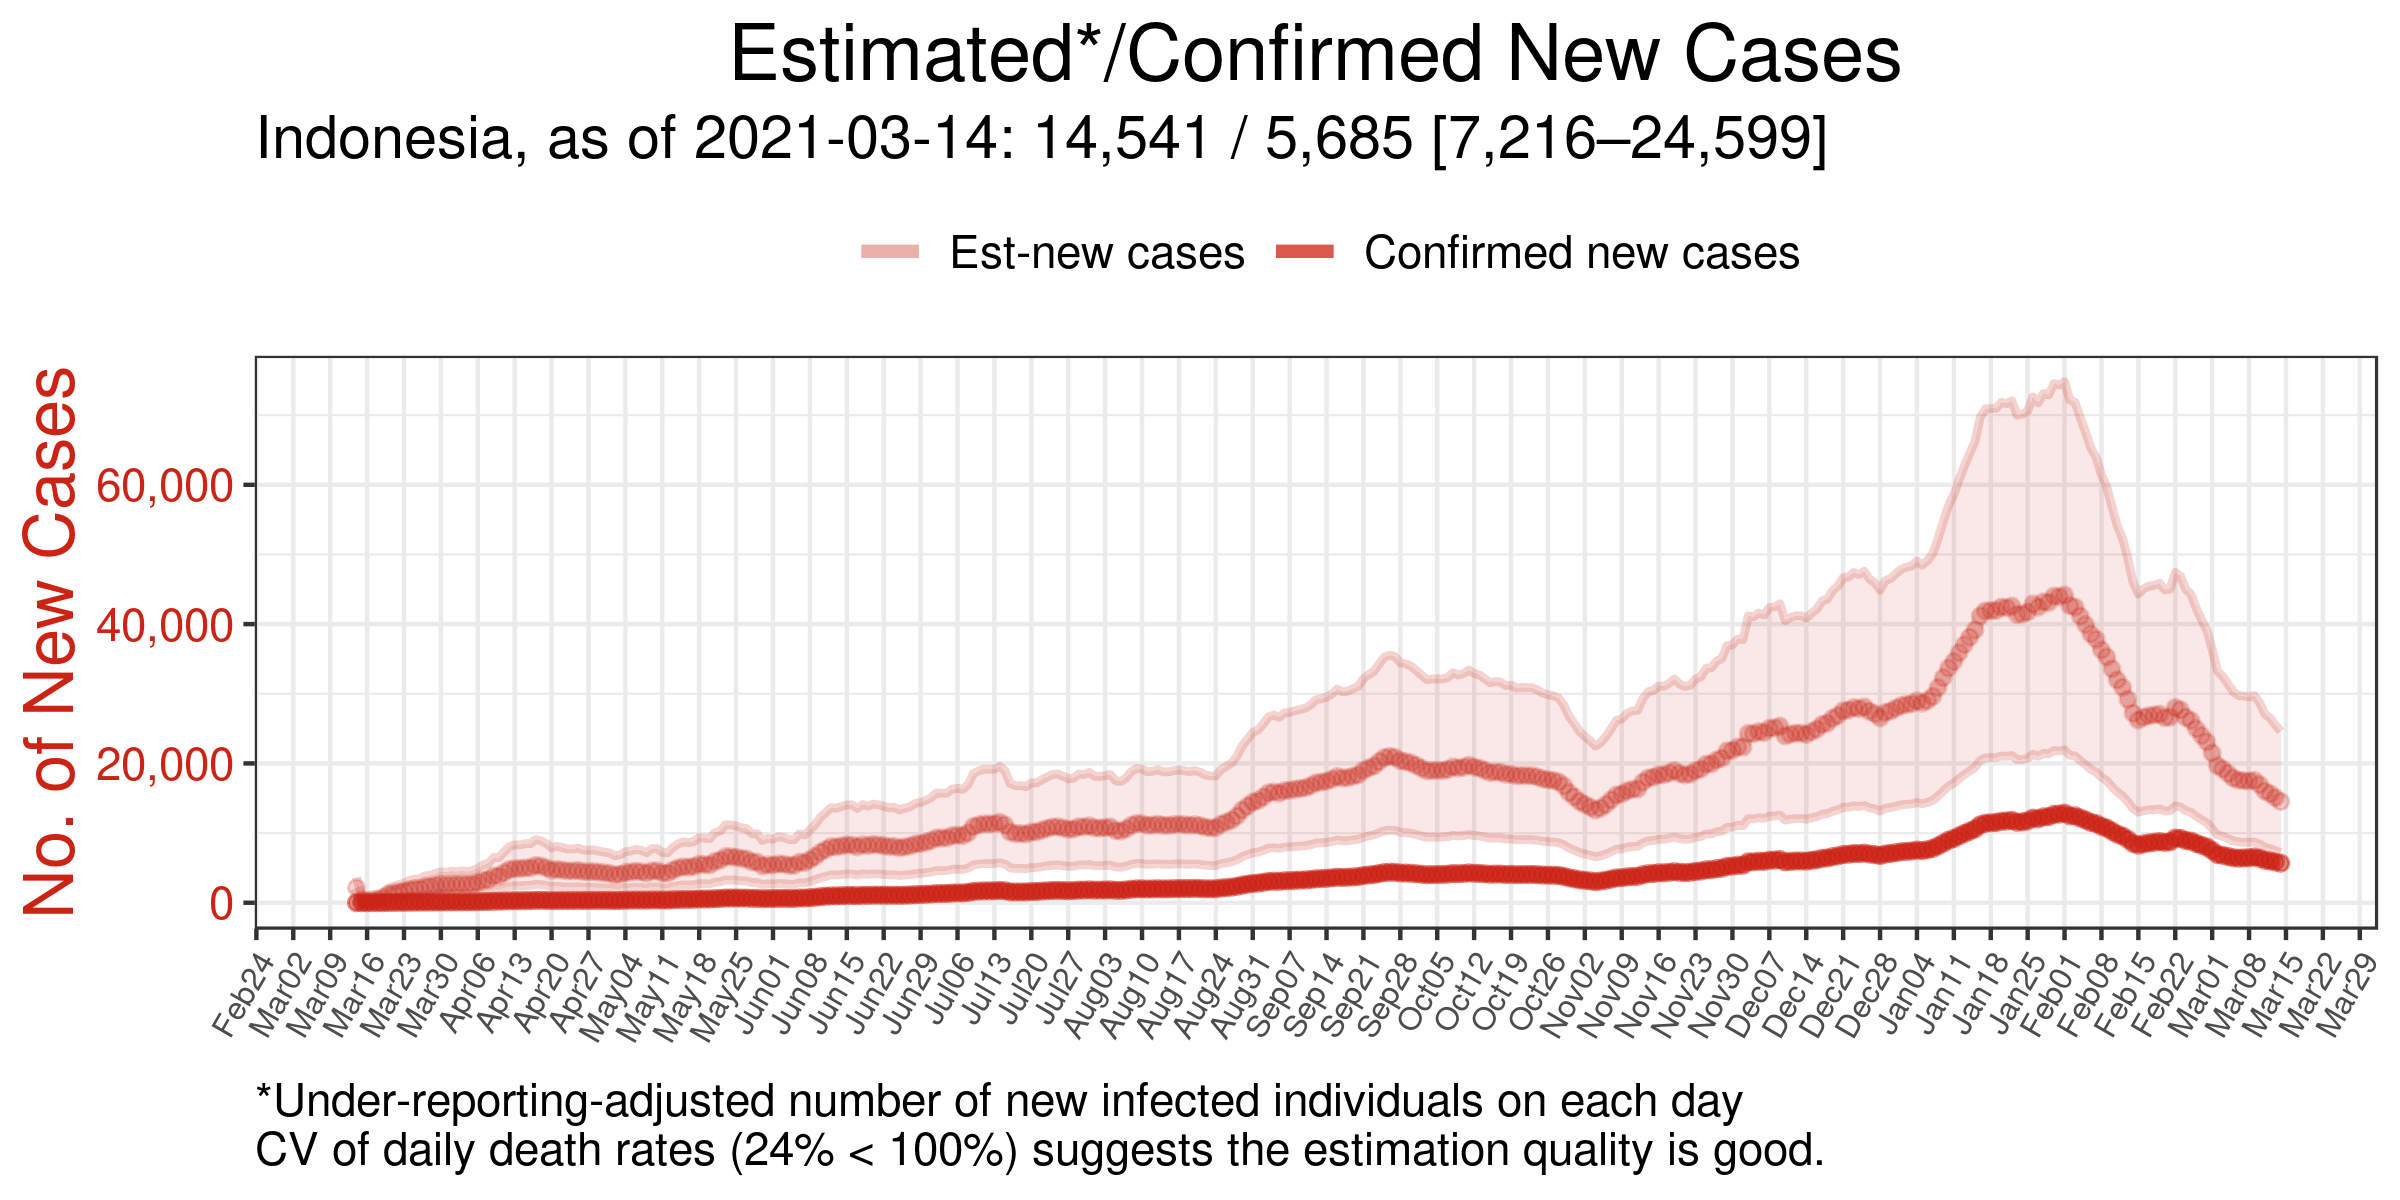 Estimated*/Confirmed New Cases
Indonesia, as of 2021-03-14: 14,541 / 5,685 [7,216–24,599]
Est-new cases
Confirmed new cases
No. of New Cases
60,000
40,000
20,000
0
Feb24
Mar02
Mar09
Mar16
Mar23
Mar30
Apr06
Apr13
Apr20
Apr27
May04
May11
May18
May25
Jun01
Jun08
Jun15
Jun22
Jun29
Jul06
Jul13
Jul20
Jul27
Aug03
Aug10
Aug17
Aug24
Aug31
Sep07
Sep14
Sep21
Sep28
Oct05
Oct12
Oct19
Oct26
Nov02
Nov09
Nov16
Nov23
Nov30
Dec07
Dec14
Dec21
Dec28
Jan04
Jan11
Jan18
Jan25
Feb01
Feb08
Feb15
Feb22
Mar01
Mar08
Mar15
Mar22
Mar29
*Under-reporting-adjusted number of new infected individuals on each day
CV of daily death rates (24% < 100%) suggests the estimation quality is good.